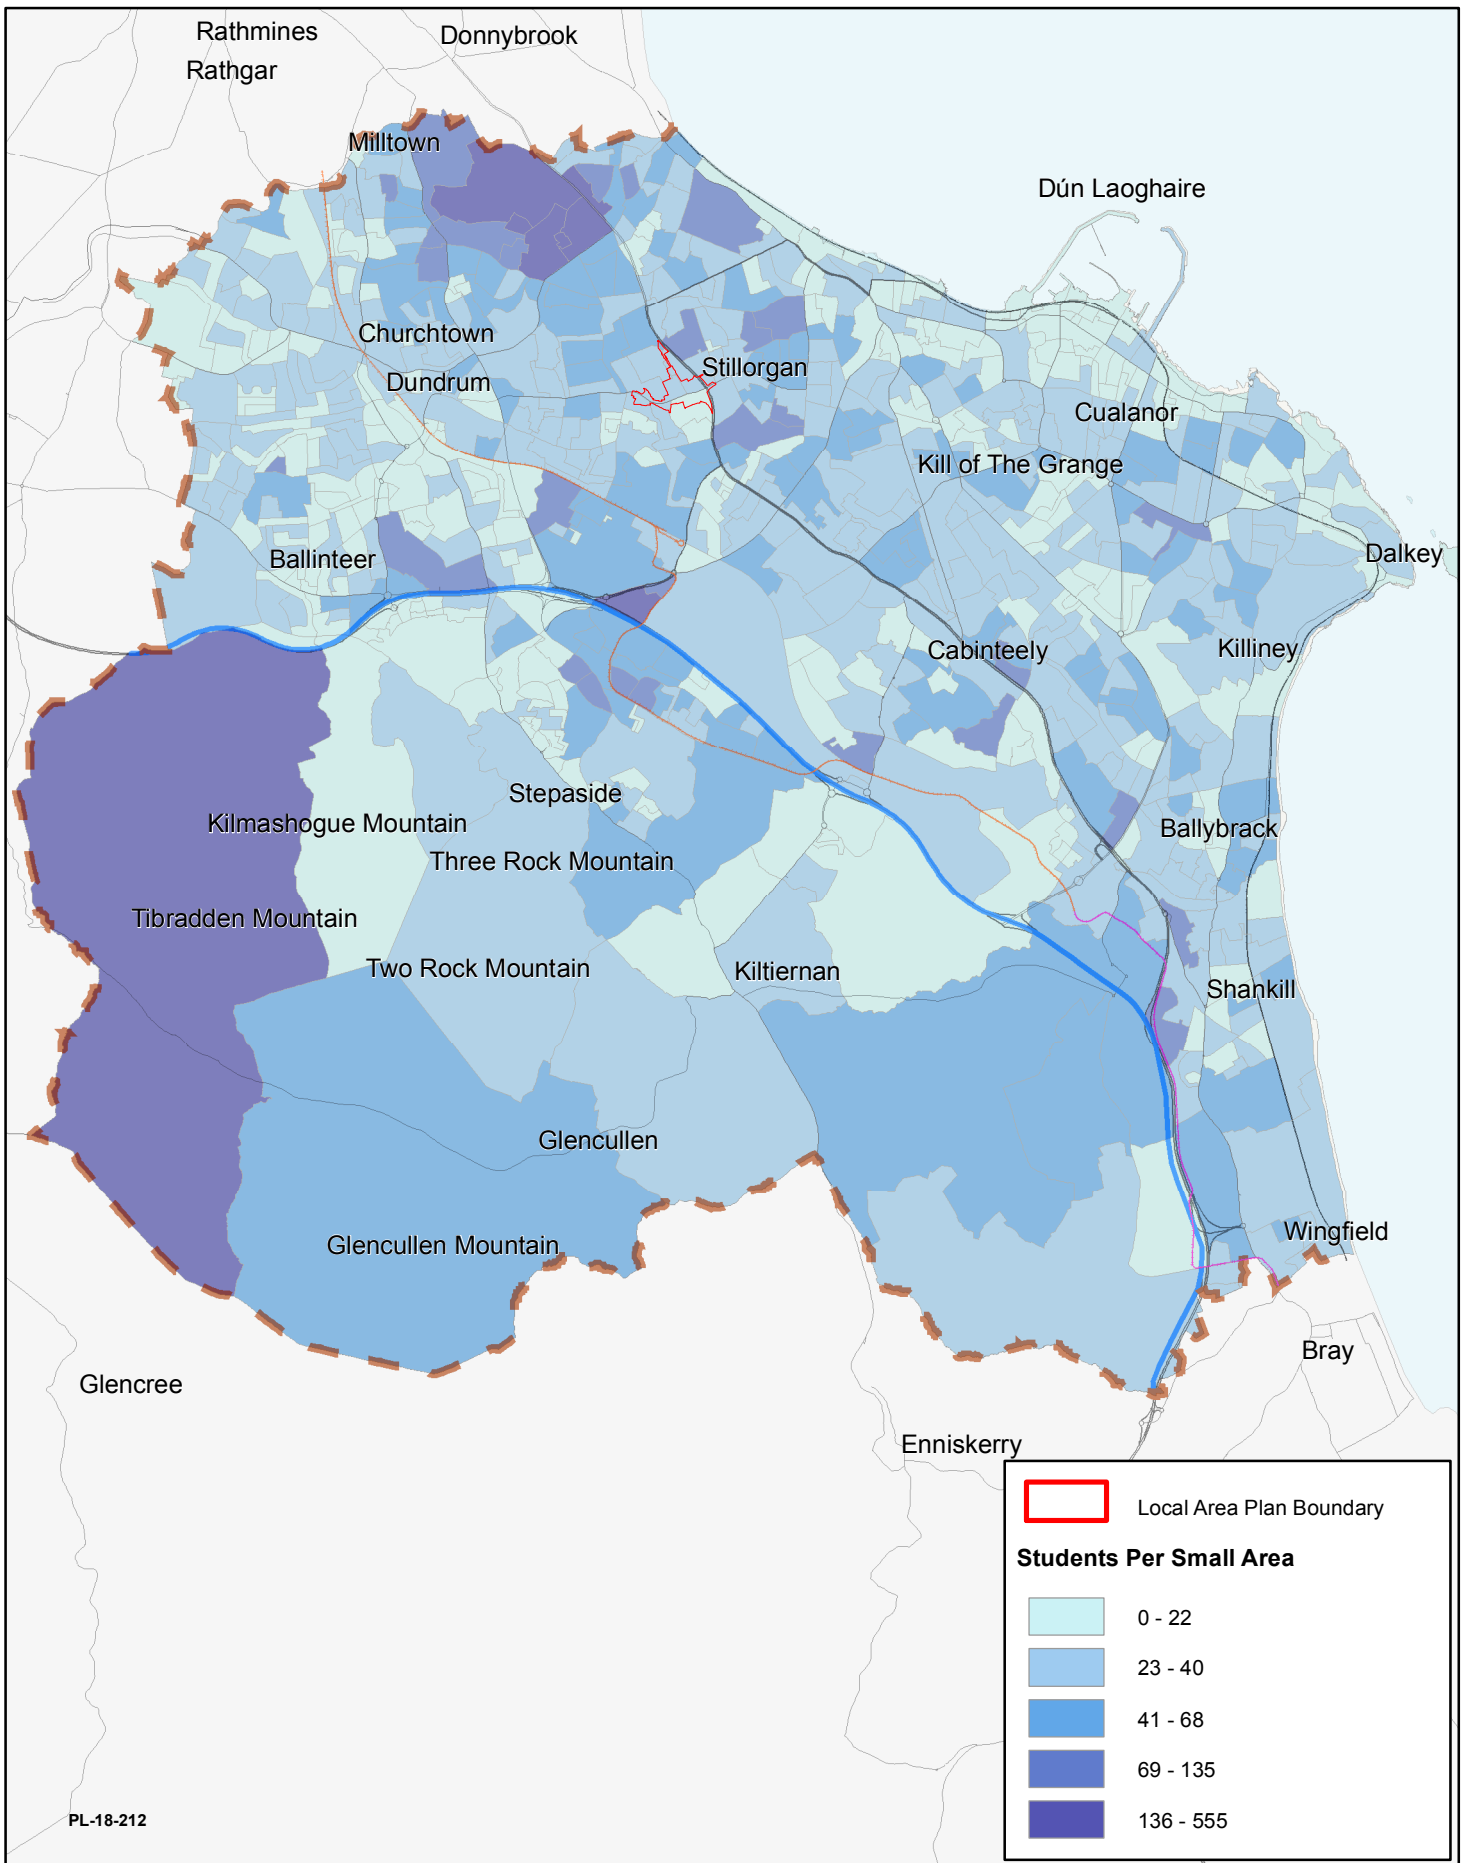 Rathmines
Donnybrook
Rathgar
Milltown
Dún Laoghaire
Churchtown
Stillorgan
Dundrum
Cualanor
Kill of The Grange
Dalkey
Ballinteer
Cabinteely
Killiney
Stepaside
Kilmashogue Mountain
Ballybrack
Three Rock Mountain
Tibradden Mountain
Two Rock Mountain
Kiltiernan
Shankill
Glencullen
Wingfield
Glencullen Mountain
Bray
Glencree
Enniskerry
Local Area Plan Boundary
Students Per Small Area
0 - 22
23 - 40
41 - 68
69 - 135
136 - 555
PL-18-212